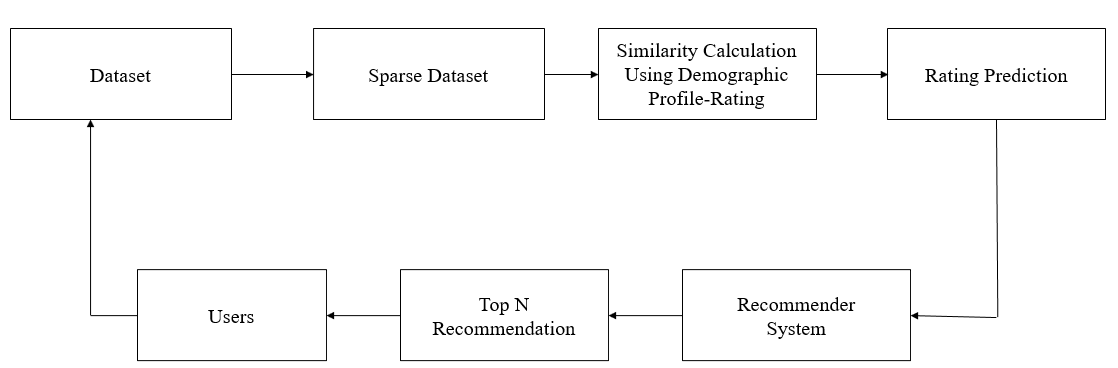 Dataset
Sparse Dataset
Similarity Calculation
Using Demographic
Profile-Rating
Rating Prediction
Users
Top N
Recommendation
Recommender
System